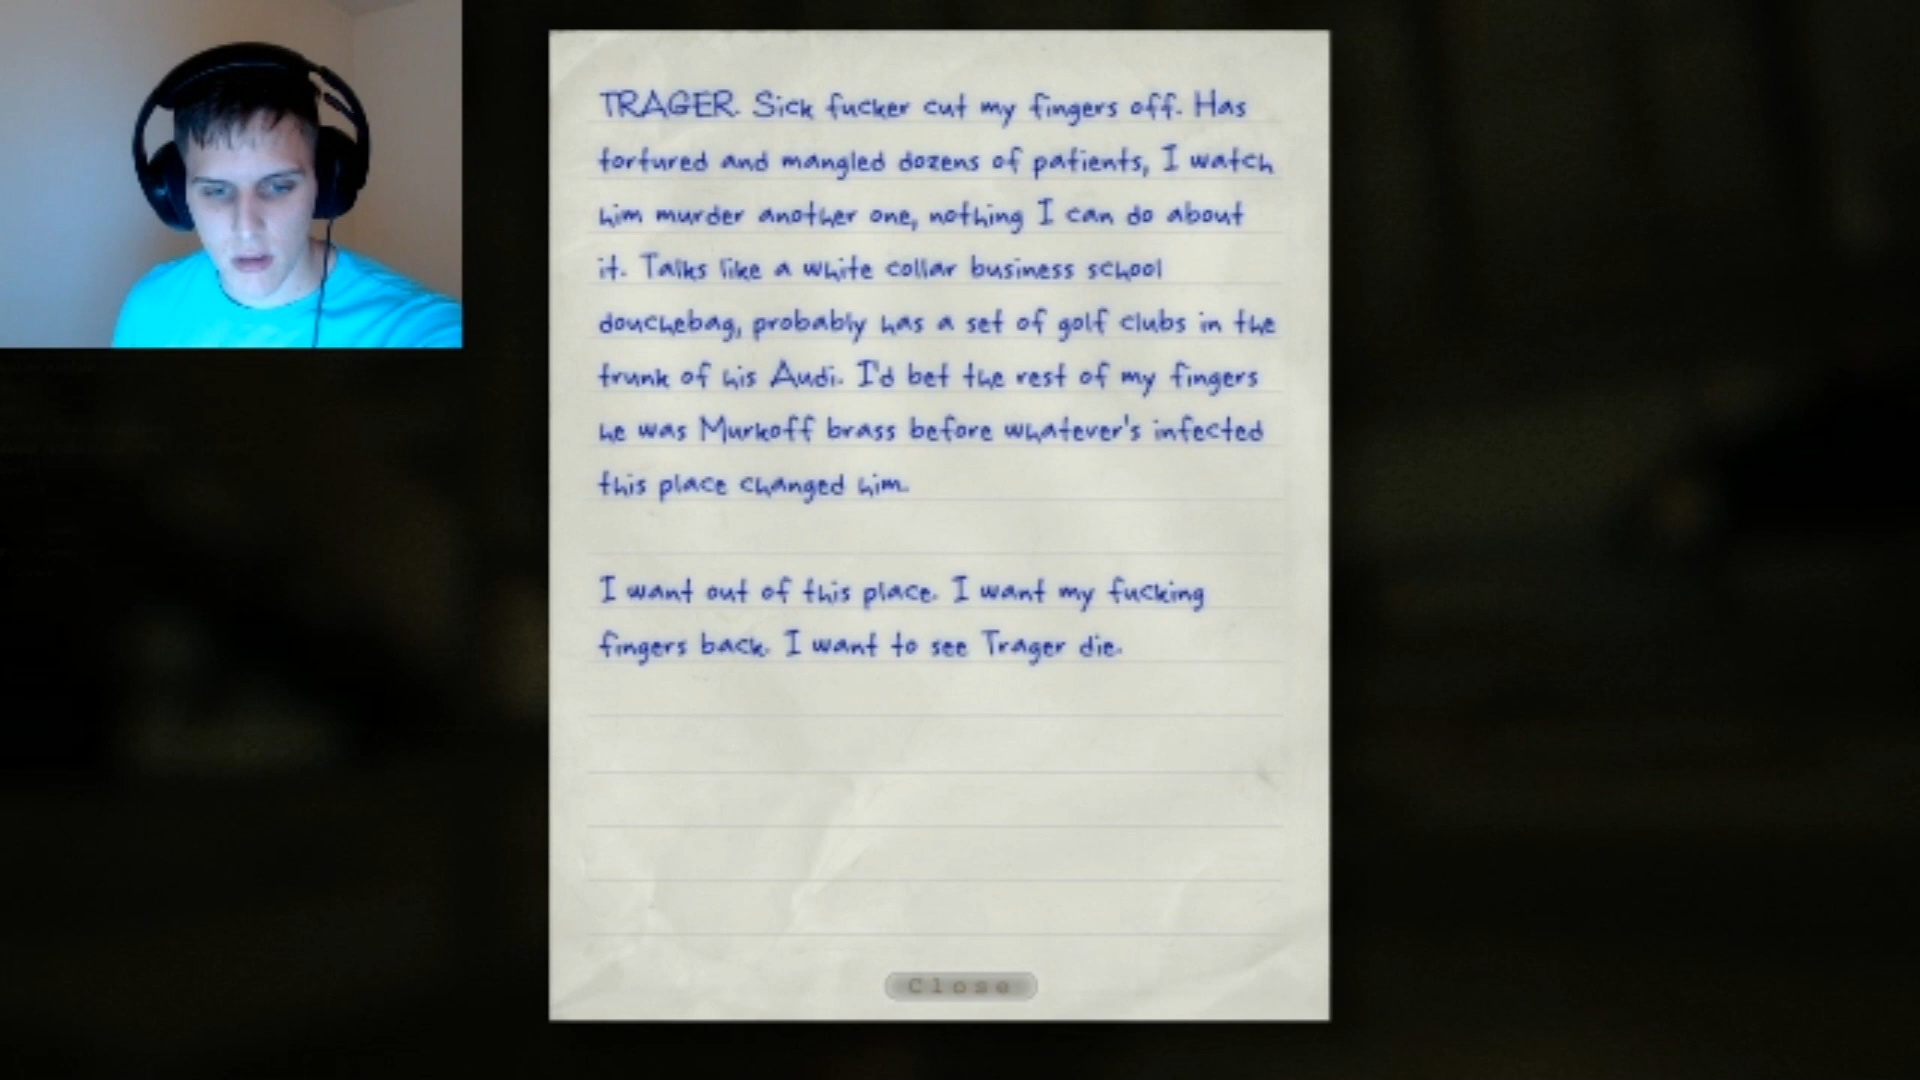 TRAGER. Sick fucker cut my fingers off. Has
tortured and mangled dozens of patients, I watch
him murder another one, nothing I can do about
it. Talks like a white collar business school
douchebag, probably has a set of golf clubs in the
trunk of his Audi. I'd bet the rest of my fingers
he was Murkoff brass before whatever's infected
this place changed him.
I want out of this place. I want my fucking
fingers back. I want to see Trager die.
Close